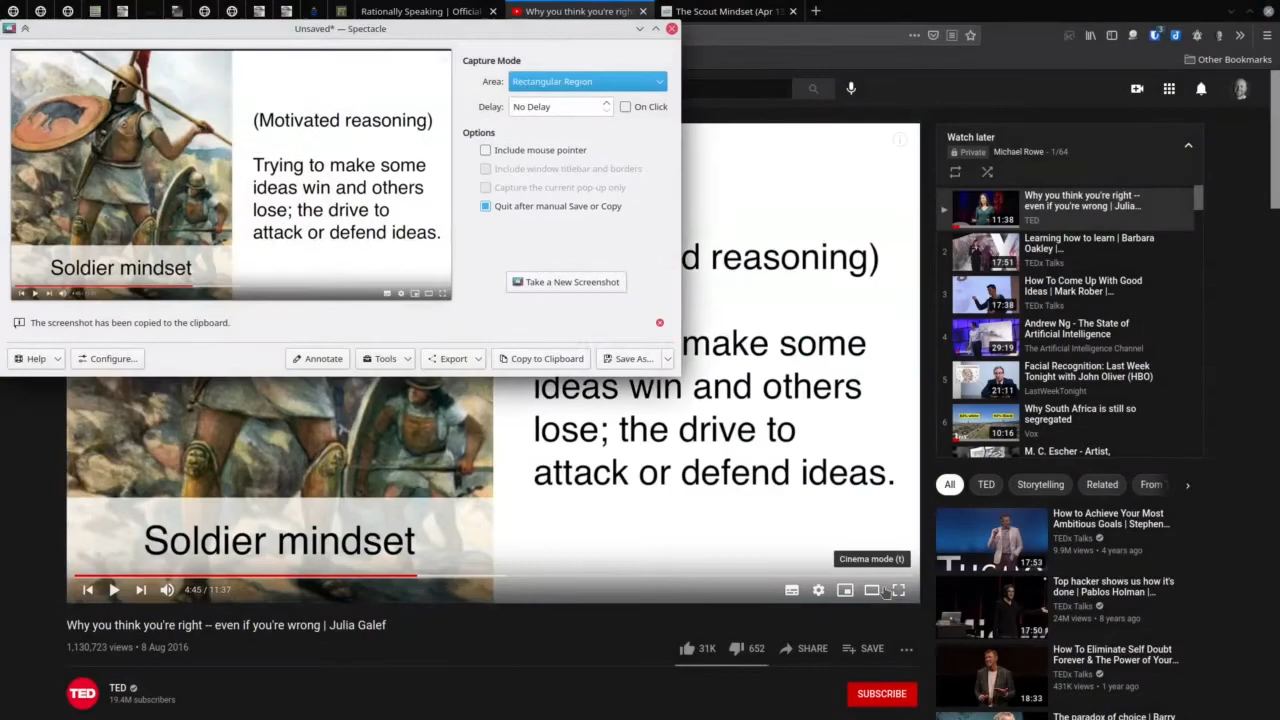 Rationally Speaking | Official
Why you think you're righ
The Scout Mindset (Apr 13
Unsaved* — Spectacle
Other Bookmarks
(Motivated reasoning)
Trying to make some
ideas win and others
lose; the drive to
attack or defend ideas.
Soldier mindset
4:45 / 11:37
Capture Mode
Area: Rectangular Region
Delay: No Delay
On Click
Options
Include mouse pointer
Include window titlebar and borders
Capture the current pop-up only
Quit after manual Save or Copy
Take a New Screenshot
The screenshot has been copied to the clipboard.
Help
Configure...
Annotate
Tools
Export
Copy to Clipboard
Save As...
d reasoning)
make some
ideas win and others
lose; the drive to
attack or defend ideas.
Soldier mindset
Cinema mode (t)
4:45 / 11:37
Why you think you're right -- even if you're wrong | Julia Galef
1,130,723 views • 8 Aug 2016
31K
652
SHARE
SAVE
TED
TED
19.4M subscribers
SUBSCRIBE
Watch later
Private
Michael Rowe - 1/64
11:38
Why you think you're right --
even if you're wrong | Julia...
TED
2
17:51
Learning how to learn | Barbara
Oakley |...
TEDx Talks
3
17:38
How To Come Up With Good
Ideas | Mark Rober |...
TEDx Talks
4
29:19
Andrew Ng - The State of
Artificial Intelligence
The Artificial Intelligence Channel
5
21:11
Facial Recognition: Last Week
Tonight with John Oliver (HBO)
LastWeekTonight
6
10:16
Why South Africa is still so
segregated
Vox
M. C. Escher - Artist,
All
TED
Storytelling
Related
From
17:53
How to Achieve Your Most
Ambitious Goals | Stephen...
TEDx Talks
9.9M views • 4 years ago
17:50
Top hacker shows us how it's
done | Pablos Holman |...
TEDx Talks
24M views • 8 years ago
18:33
How To Eliminate Self Doubt
Forever & The Power of Your...
TEDx Talks
431K views • 1 year ago
The paradox of choice | Barry